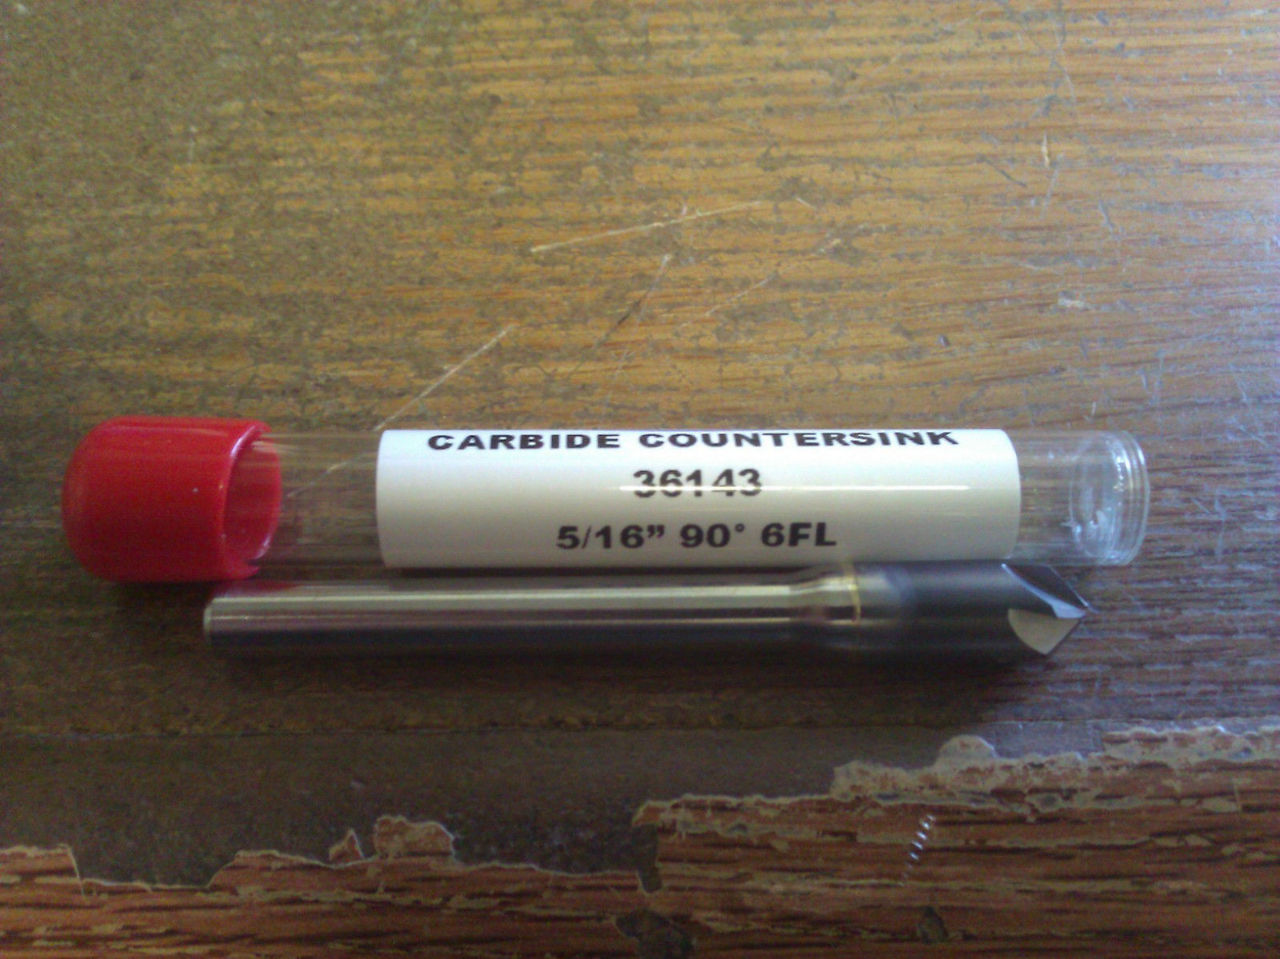 CARBIDE COUNTERSINK
36143
5/16” 90° 6FL